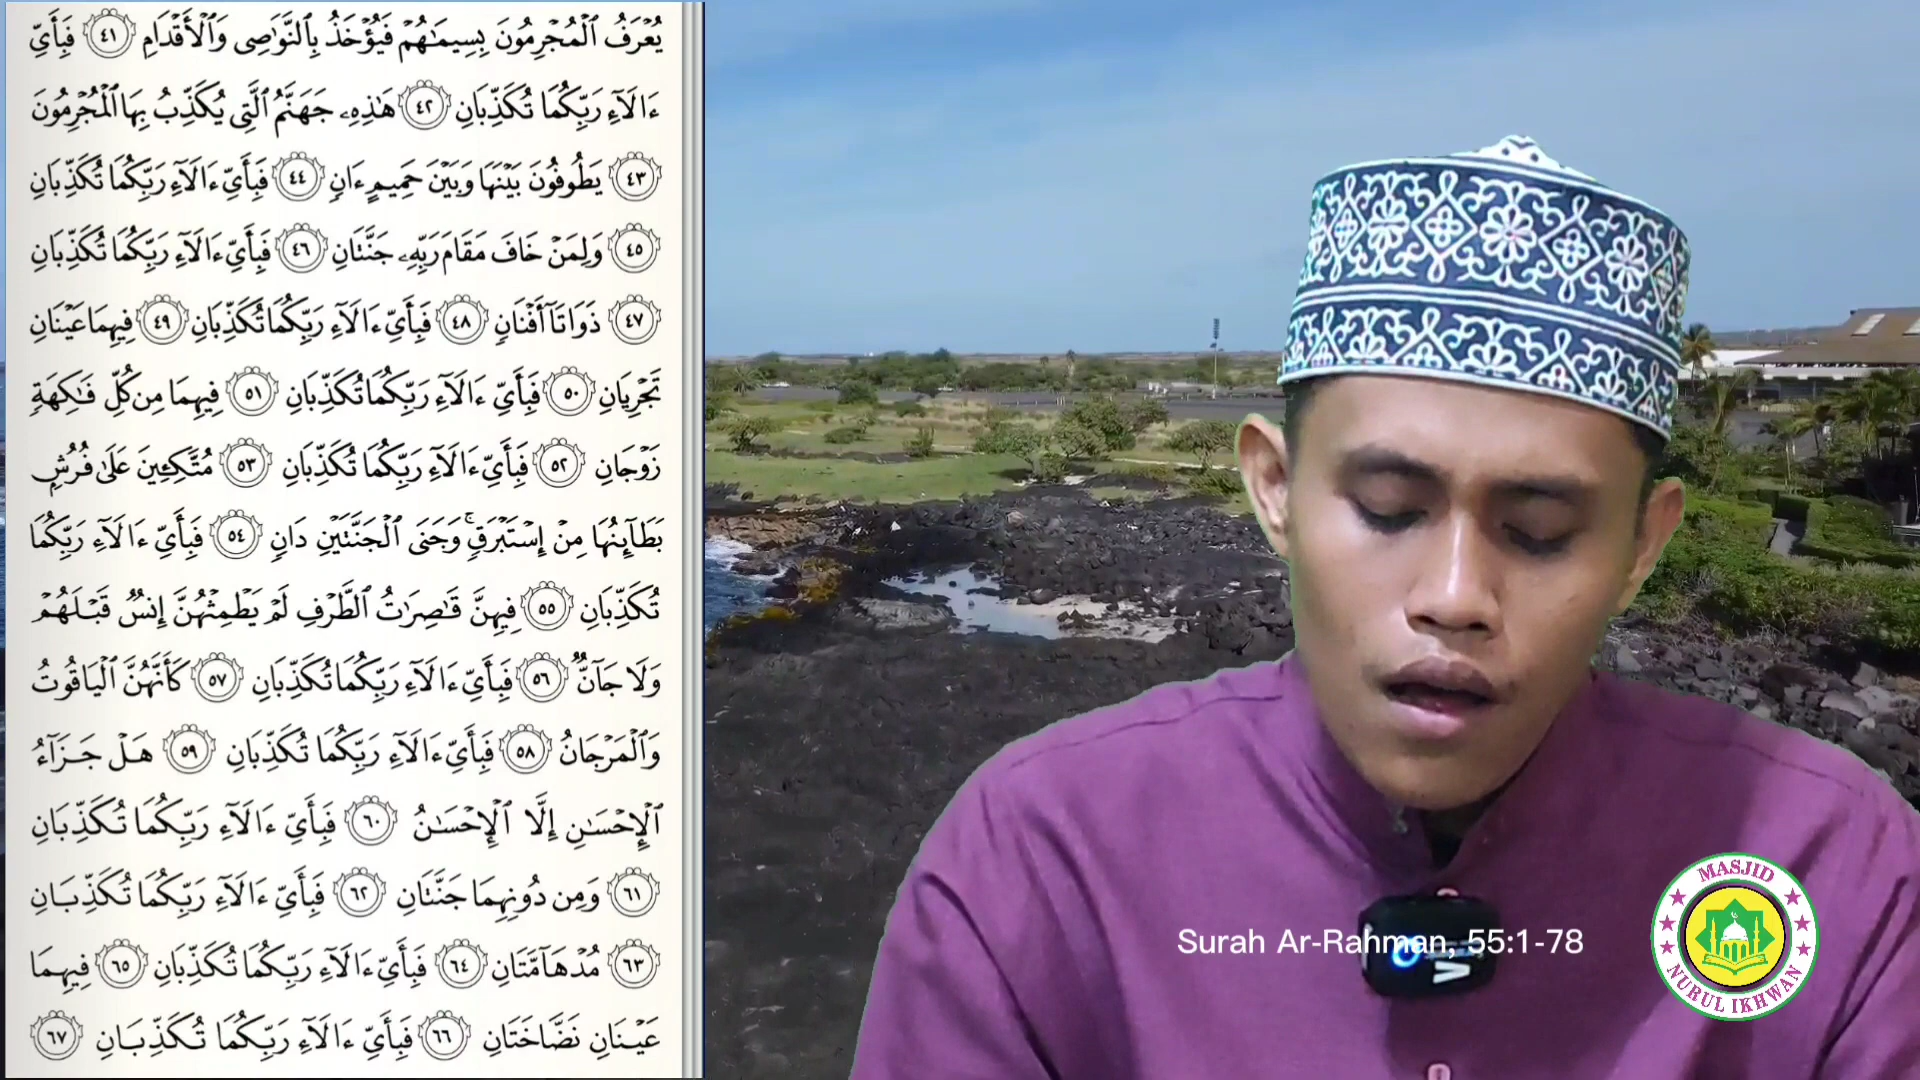 يُعْرَفُ ٱلْمُجْرِمُونَ بِسِيمَـٰهُمْ فَيُؤْخَذُ بِٱلنَّوَٰصِى وَٱلْأَقْدَامِ ٤١ فَبِأَىِّ
ءَالَآءِ رَبِّكُمَا تُكَذِّبَانِ ٤٢ هَـٰذِهِۦ جَهَنَّمُ ٱلَّتِى يُكَذِّبُ بِهَا ٱلْمُجْرِمُونَ
٤٣ يَطُوفُونَ بَيْنَهَا وَبَيْنَ حَمِيمٍ ءَانٍ ٤٤ فَبِأَىِّ ءَالَآءِ رَبِّكُمَا تُكَذِّبَانِ
٤٥ وَلِمَنْ خَافَ مَقَامَ رَبِّهِۦ جَنَّتَانِ ٤٦ فَبِأَىِّ ءَالَآءِ رَبِّكُمَا تُكَذِّبَانِ
٤٧ ذَوَاتَآ أَفْنَانٍ ٤٨ فَبِأَىِّ ءَالَآءِ رَبِّكُمَا تُكَذِّبَانِ ٤٩ فِيهِمَا عَيْنَانِ
تَجْرِيَانِ ٥٠ فَبِأَىِّ ءَالَآءِ رَبِّكُمَا تُكَذِّبَانِ ٥١ فِيهِمَا مِن كُلِّ فَـٰكِهَةٍ
زَوْجَانِ ٥٢ فَبِأَىِّ ءَالَآءِ رَبِّكُمَا تُكَذِّبَانِ ٥٣ مُتَّكِـِٔينَ عَلَىٰ فُرُشٍۭ
بَطَآئِنُهَا مِنْ إِسْتَبْرَقٍ ۚ وَجَنَى ٱلْجَنَّتَيْنِ دَانٍ ٥٤ فَبِأَىِّ ءَالَآءِ رَبِّكُمَا
تُكَذِّبَانِ ٥٥ فِيهِنَّ قَـٰصِرَٰتُ ٱلطَّرْفِ لَمْ يَطْمِثْهُنَّ إِنسٌ قَبْلَهُمْ
وَلَا جَآنٌّ ٥٦ فَبِأَىِّ ءَالَآءِ رَبِّكُمَا تُكَذِّبَانِ ٥٧ كَأَنَّهُنَّ ٱلْيَاقُوتُ
وَٱلْمَرْجَانُ ٥٨ فَبِأَىِّ ءَالَآءِ رَبِّكُمَا تُكَذِّبَانِ ٥٩ هَلْ جَزَآءُ
ٱلْإِحْسَـٰنِ إِلَّا ٱلْإِحْسَـٰنُ ٦٠ فَبِأَىِّ ءَالَآءِ رَبِّكُمَا تُكَذِّبَانِ
٦١ وَمِن دُونِهِمَا جَنَّتَانِ ٦٢ فَبِأَىِّ ءَالَآءِ رَبِّكُمَا تُكَذِّبَانِ
٦٣ مُدْهَآمَّتَانِ ٦٤ فَبِأَىِّ ءَالَآءِ رَبِّكُمَا تُكَذِّبَانِ ٦٥ فِيهِمَا
عَيْنَانِ نَضَّاخَتَانِ ٦٦ فَبِأَىِّ ءَالَآءِ رَبِّكُمَا تُكَذِّبَانِ ٦٧
Surah Ar-Rahman, 55:1-78
MASJID
NURUL IKHWAN